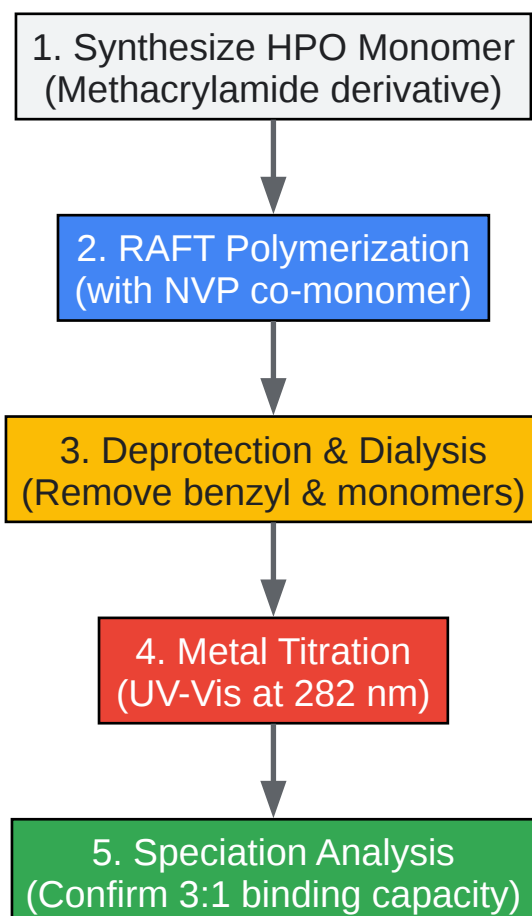 1. Synthesize HPO Monomer
(Methacrylamide derivative)
2. RAFT Polymerization
(with NVP co-monomer)
3. Deprotection & Dialysis
(Remove benzyl & monomers)
4. Metal Titration
(UV-Vis at 282 nm)
5. Speciation Analysis
(Confirm 3:1 binding capacity)